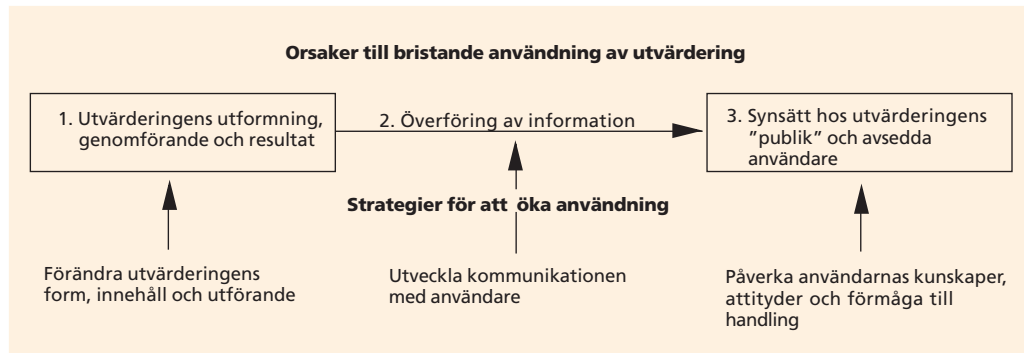 Orsaker till bristande användning av utvärdering
1. Utvärderingens utformning,
genomförande och resultat
2. Överföring av information
3. Synsätt hos utvärderingens
”publik” och avsedda
användare
Strategier för att öka användning
Förändra utvärderingens
form, innehåll och utförande
Utveckla kommunikationen
med användare
Påverka användarnas kunskaper,
attityder och förmåga till
handling